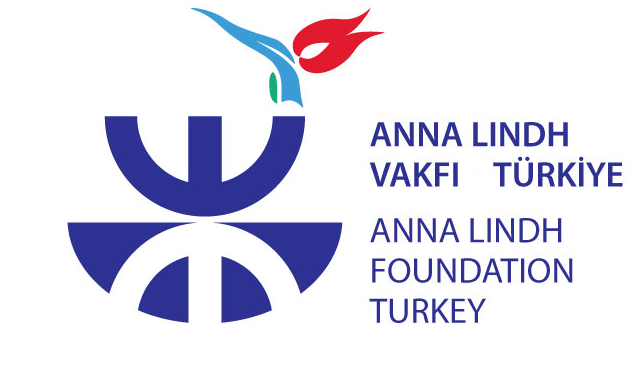 ANNA LINDH
VAKFI TÜRKİYE
ANNA LINDH
FOUNDATION
TURKEY